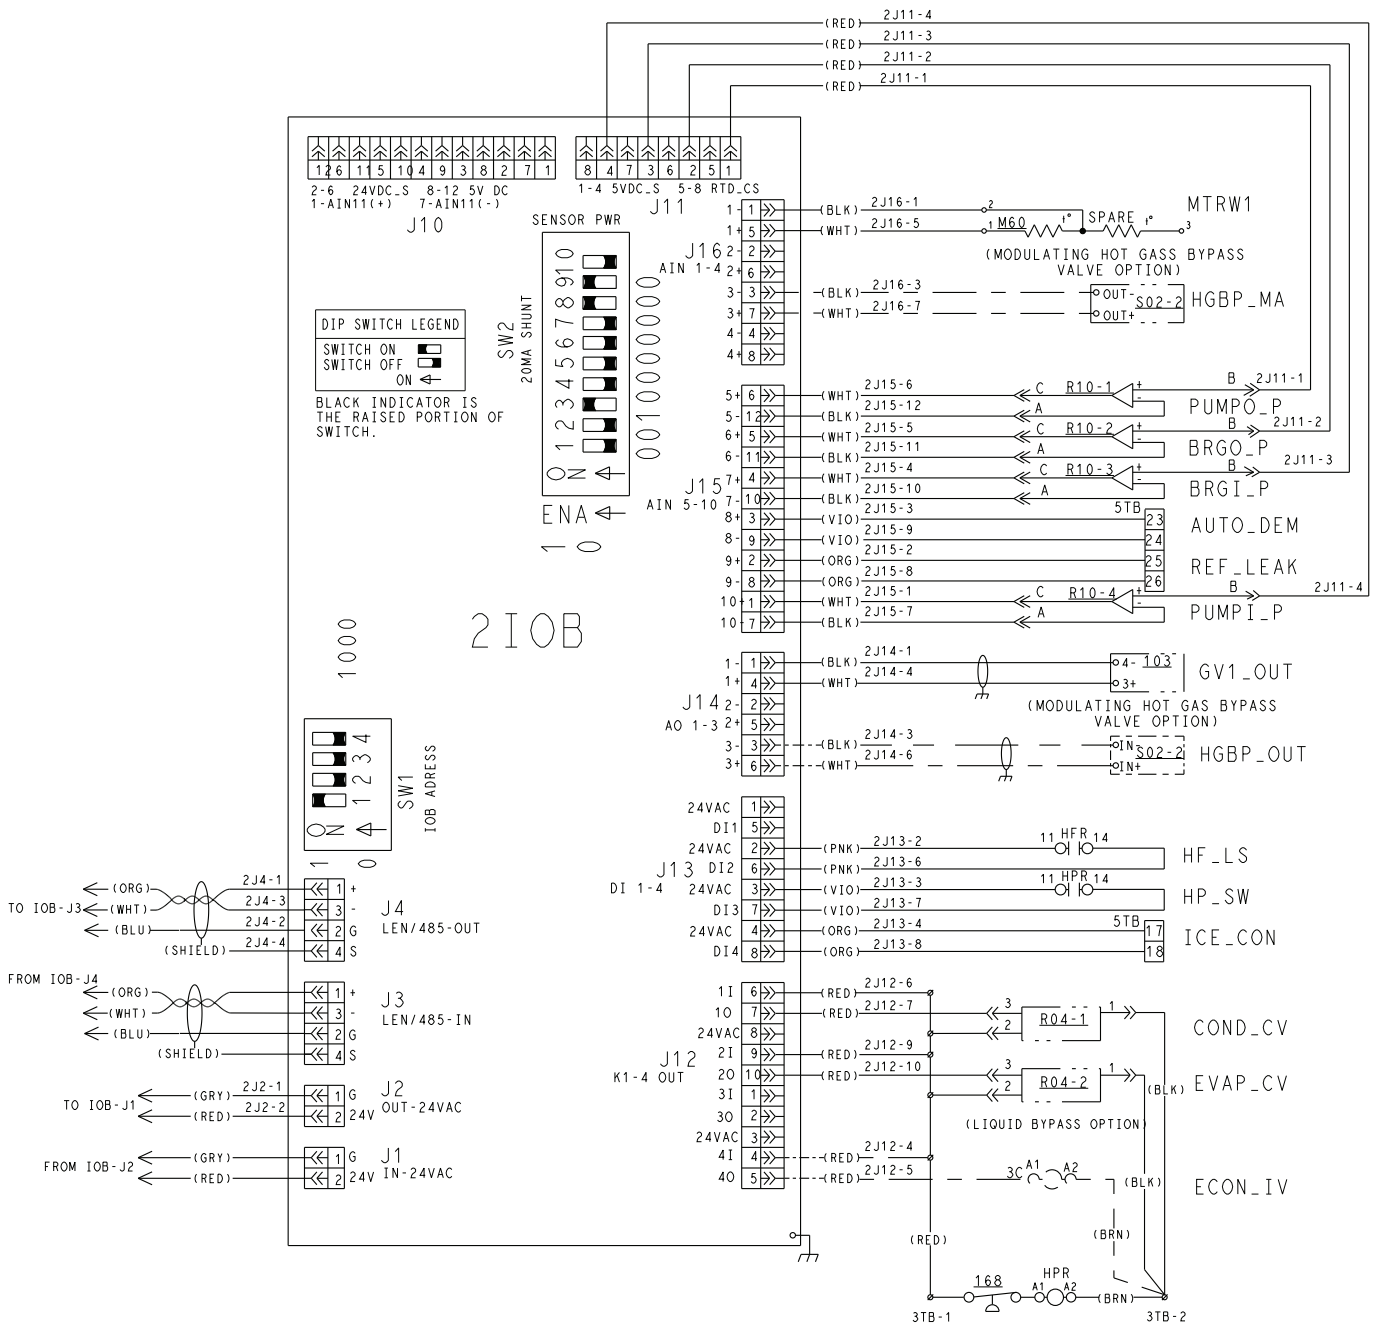 (RED) 2J11-4
(RED) 2J11-3
(RED) 2J11-2
(RED) 2J11-1
12 6 11 5 10 4 9 3 8 2 7 1
2-6 24VDC_S 8-12 5V DC
1-AIN11(+) 7-AIN11(-)
J10
8 4 7 3 6 2 5 1
1-4 5VDC_S 5-8 RTD_CS
J11
SENSOR PWR
SW2
20MA SHUNT
1 2 3 4 5 6 7 8 9 10
ON
0010000000
ENA
1 0
DIP SWITCH LEGEND
SWITCH ON
SWITCH OFF
ON
BLACK INDICATOR IS
THE RAISED PORTION OF
SWITCH.
2IOB
J16
AIN 1-4
1- 1 (BLK) 2J16-1 2
1+ 5 (WHT) 2J16-5 1 M60 t° SPARE t° 3
MTRW1
(MODULATING HOT GASS BYPASS
VALVE OPTION)
2- 2
2+ 6
3- 3 (BLK) 2J16-3 OUT-
3+ 7 (WHT) 2J16-7 OUT+
S02-2
HGBP_MA
4- 4
4+ 8
J15
AIN 5-10
5+ 6 (WHT) 2J15-6 C R10-1 + B 2J11-1
5- 12 (BLK) 2J15-12 A - PUMPO_P
6+ 5 (WHT) 2J15-5 C R10-2 + B 2J11-2
6- 11 (BLK) 2J15-11 A - BRGO_P
7+ 4 (WHT) 2J15-4 C R10-3 + B 2J11-3
7- 10 (BLK) 2J15-10 A - BRGI_P
5TB
8+ 3 (VIO) 2J15-3 23
AUTO_DEM
8- 9 (VIO) 2J15-9 24
9+ 2 (ORG) 2J15-2 25
REF_LEAK
9- 8 (ORG) 2J15-8 26
10+ 1 (WHT) 2J15-1 C R10-4 + B 2J11-4
10- 7 (BLK) 2J15-7 A - PUMPI_P
J14
AO 1-3
1- 1 (BLK) 2J14-1 4- 103
1+ 4 (WHT) 2J14-4 3+
GV1_OUT
(MODULATING HOT GAS BYPASS
VALVE OPTION)
2- 2
2+ 5
3- 3 (BLK) 2J14-3 IN-
3+ 6 (WHT) 2J14-6 IN+
S02-2
HGBP_OUT
1000
4 3 2 1
ON
SW1
IOB ADRESS
1 0
J13
DI 1-4
24VAC 1
DI1 5
24VAC 2 (PNK) 2J13-2 11 HFR 14
DI2 6 (PNK) 2J13-6 HF_LS
24VAC 3 (VIO) 2J13-3 11 HPR 14
DI3 7 (VIO) 2J13-7 HP_SW
24VAC 4 (ORG) 2J13-4 5TB 17
DI4 8 (ORG) 2J13-8 18
ICE_CON
TO IOB-J3
(ORG) 2J4-1 1 +
(WHT) 2J4-3 3 -
(BLU) 2J4-2 2 G
(SHIELD) 2J4-4 4 S
J4
LEN/485-OUT
FROM IOB-J4
(ORG) 1 +
(WHT) 3 -
(BLU) 2 G
(SHIELD) 4 S
J3
LEN/485-IN
TO IOB-J1
(GRY) 2J2-1 1 G
(RED) 2J2-2 2 24V
J2
OUT-24VAC
FROM IOB-J2
(GRY) 1 G
(RED) 2 24V
J1
IN-24VAC
J12
K1-4 OUT
1I 6 (RED) 2J12-6
1O 7 (RED) 2J12-7 3 R04-1 1
24VAC 8 2
COND_CV
2I 9 (RED) 2J12-9
2O 10 (RED) 2J12-10 3 R04-2 1
3I 1 2
EVAP_CV
(BLK)
(LIQUID BYPASS OPTION)
3O 2
24VAC 3
4I 4 (RED) 2J12-4
4O 5 (RED) 2J12-5 3C A1 A2
(BLK)
ECON_IV
(RED)
(BRN)
168 A1 HPR A2 (BRN)
3TB-1
3TB-2